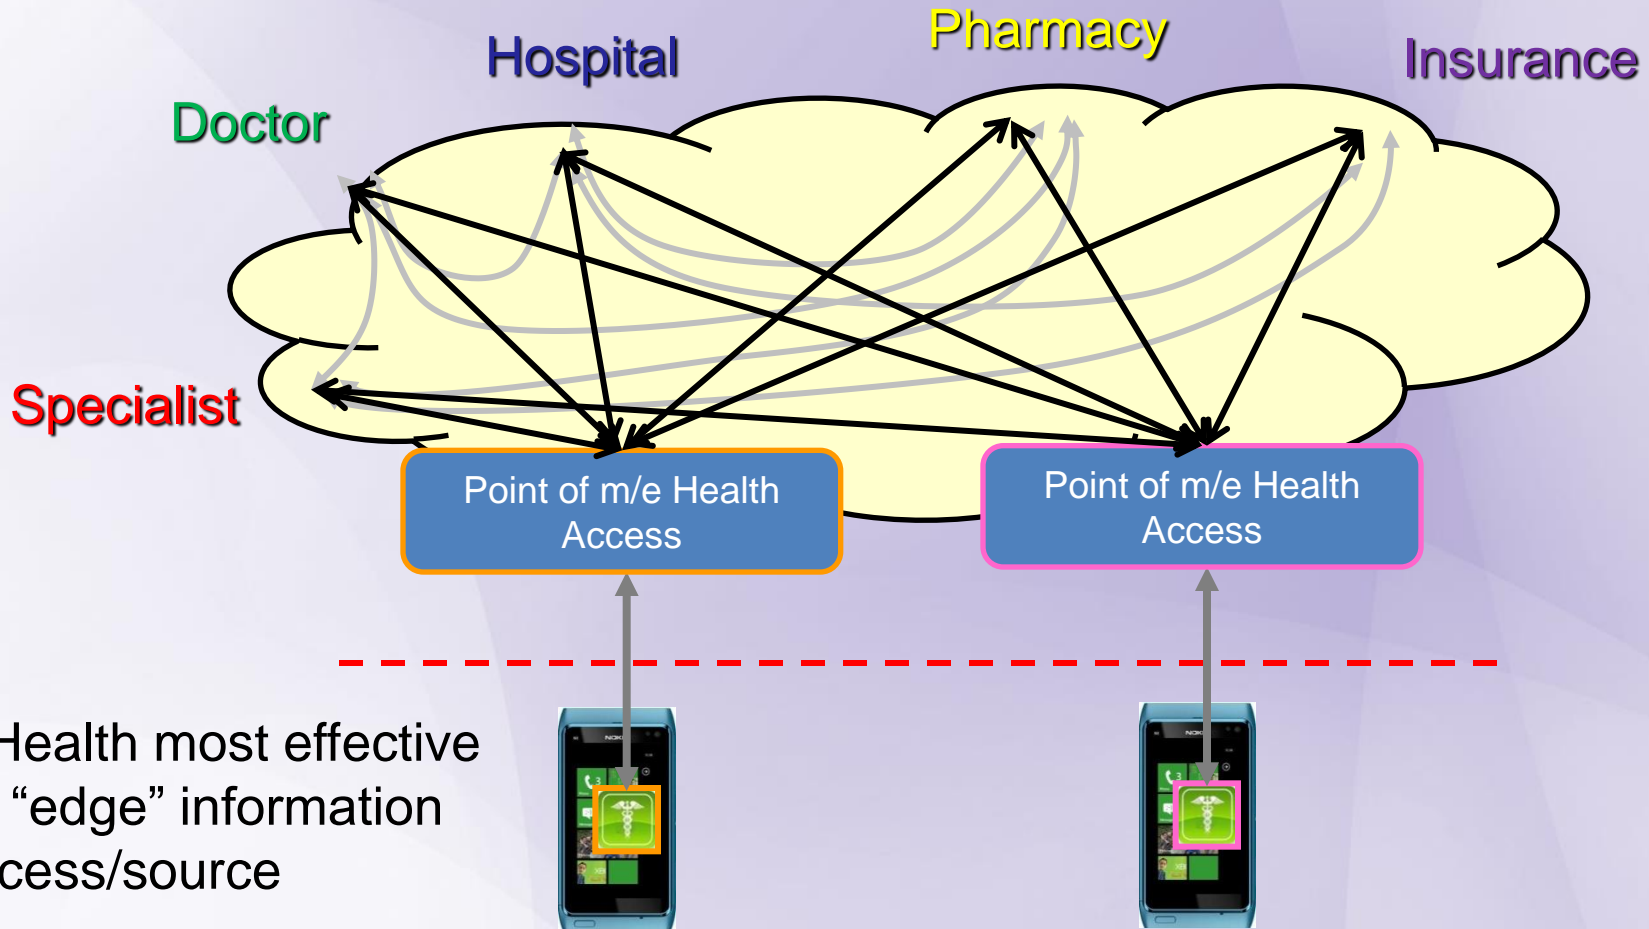 Pharmacy
Hospital
Insurance
Doctor
Specialist
Point of m/e Health
Access
Point of m/e Health
Access
Health most effective
“edge” information
cess/source